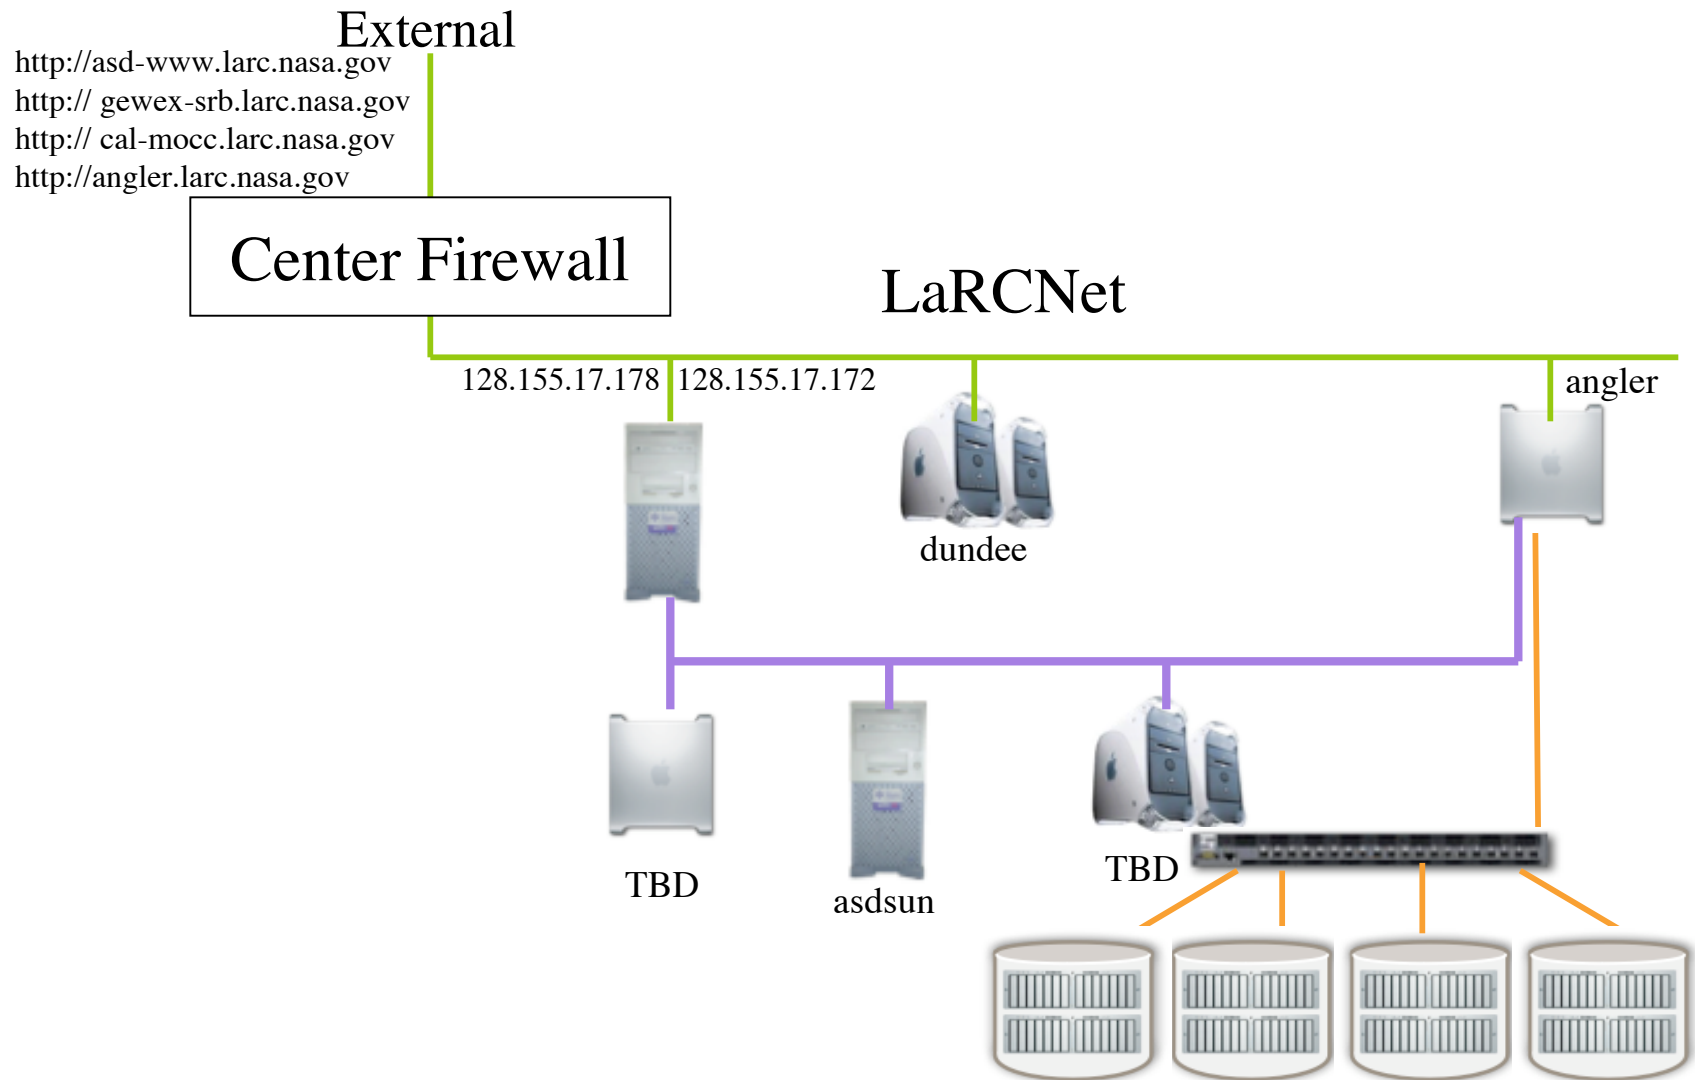 External
http://asd-www.larc.nasa.gov
http:// gewex-srb.larc.nasa.gov
http:// cal-mocc.larc.nasa.gov
http://angler.larc.nasa.gov
Center Firewall
LaRCNet
128.155.17.178
128.155.17.172
angler
dundee
TBD
asdsun
TBD